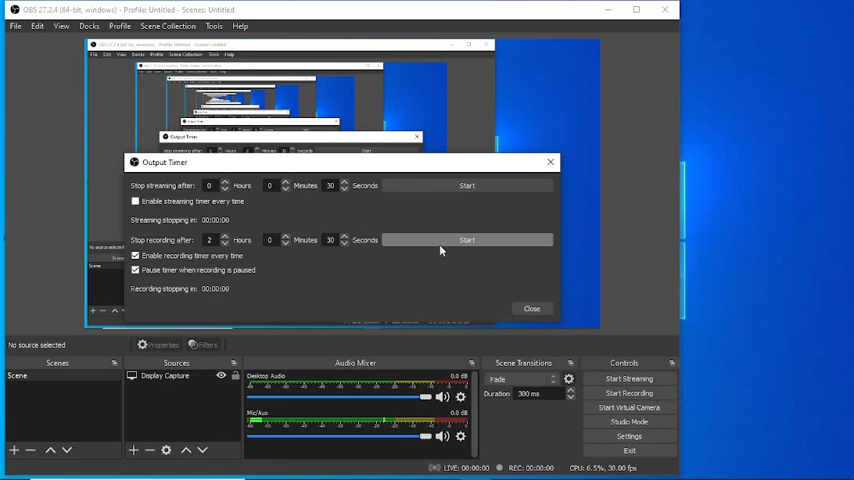 OBS 27.2.4 (64-bit, windows) - Profile: Untitled - Scenes: Untitled
File Edit View Docks Profile Scene Collection Tools Help
Output Timer
Output Timer
Stop streaming after: 0 Hours 0 Minutes 30 Seconds Start
Enable streaming timer every time
Streaming stopping in: 00:00:00
Stop recording after: 2 Hours 0 Minutes 30 Seconds Start
Enable recording timer every time
Pause timer when recording is paused
Recording stopping in: 00:00:00
Close
No source selected Properties Filters
Scenes Sources Audio Mixer Scene Transitions Controls
Scene
Display Capture
Desktop Audio 0.0 dB
Mic/Aux 0.0 dB
Fade
Duration 300 ms
Start Streaming
Start Recording
Start Virtual Camera
Studio Mode
Settings
Exit
LIVE: 00:00:00 REC: 00:00:00 CPU: 6.5%, 30.00 fps